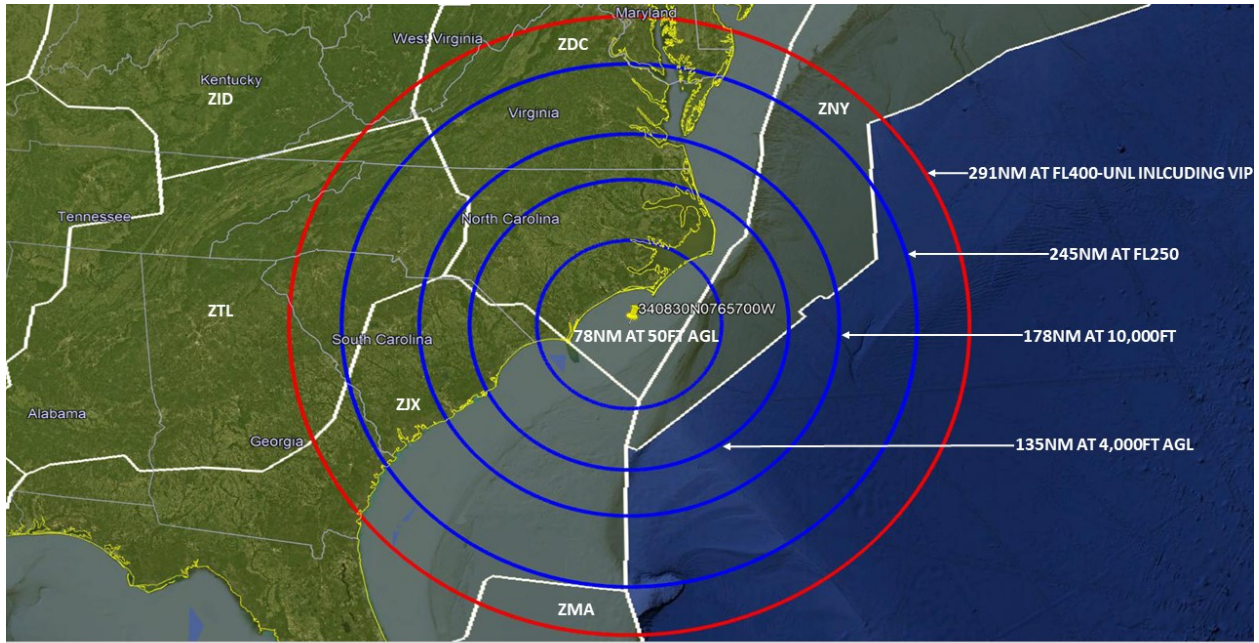 Maryland
West Virginia
ZDC
Kentucky
ZID
ZNY
Virginia
291NM AT FL400-UNL INLCUDING VIP
Tennessee
North Carolina
245NM AT FL250
ZTL
340830N0765700W
78NM AT 50FT AGL
178NM AT 10,000FT
South Carolina
ZJX
Alabama
Georgia
135NM AT 4,000FT AGL
ZMA